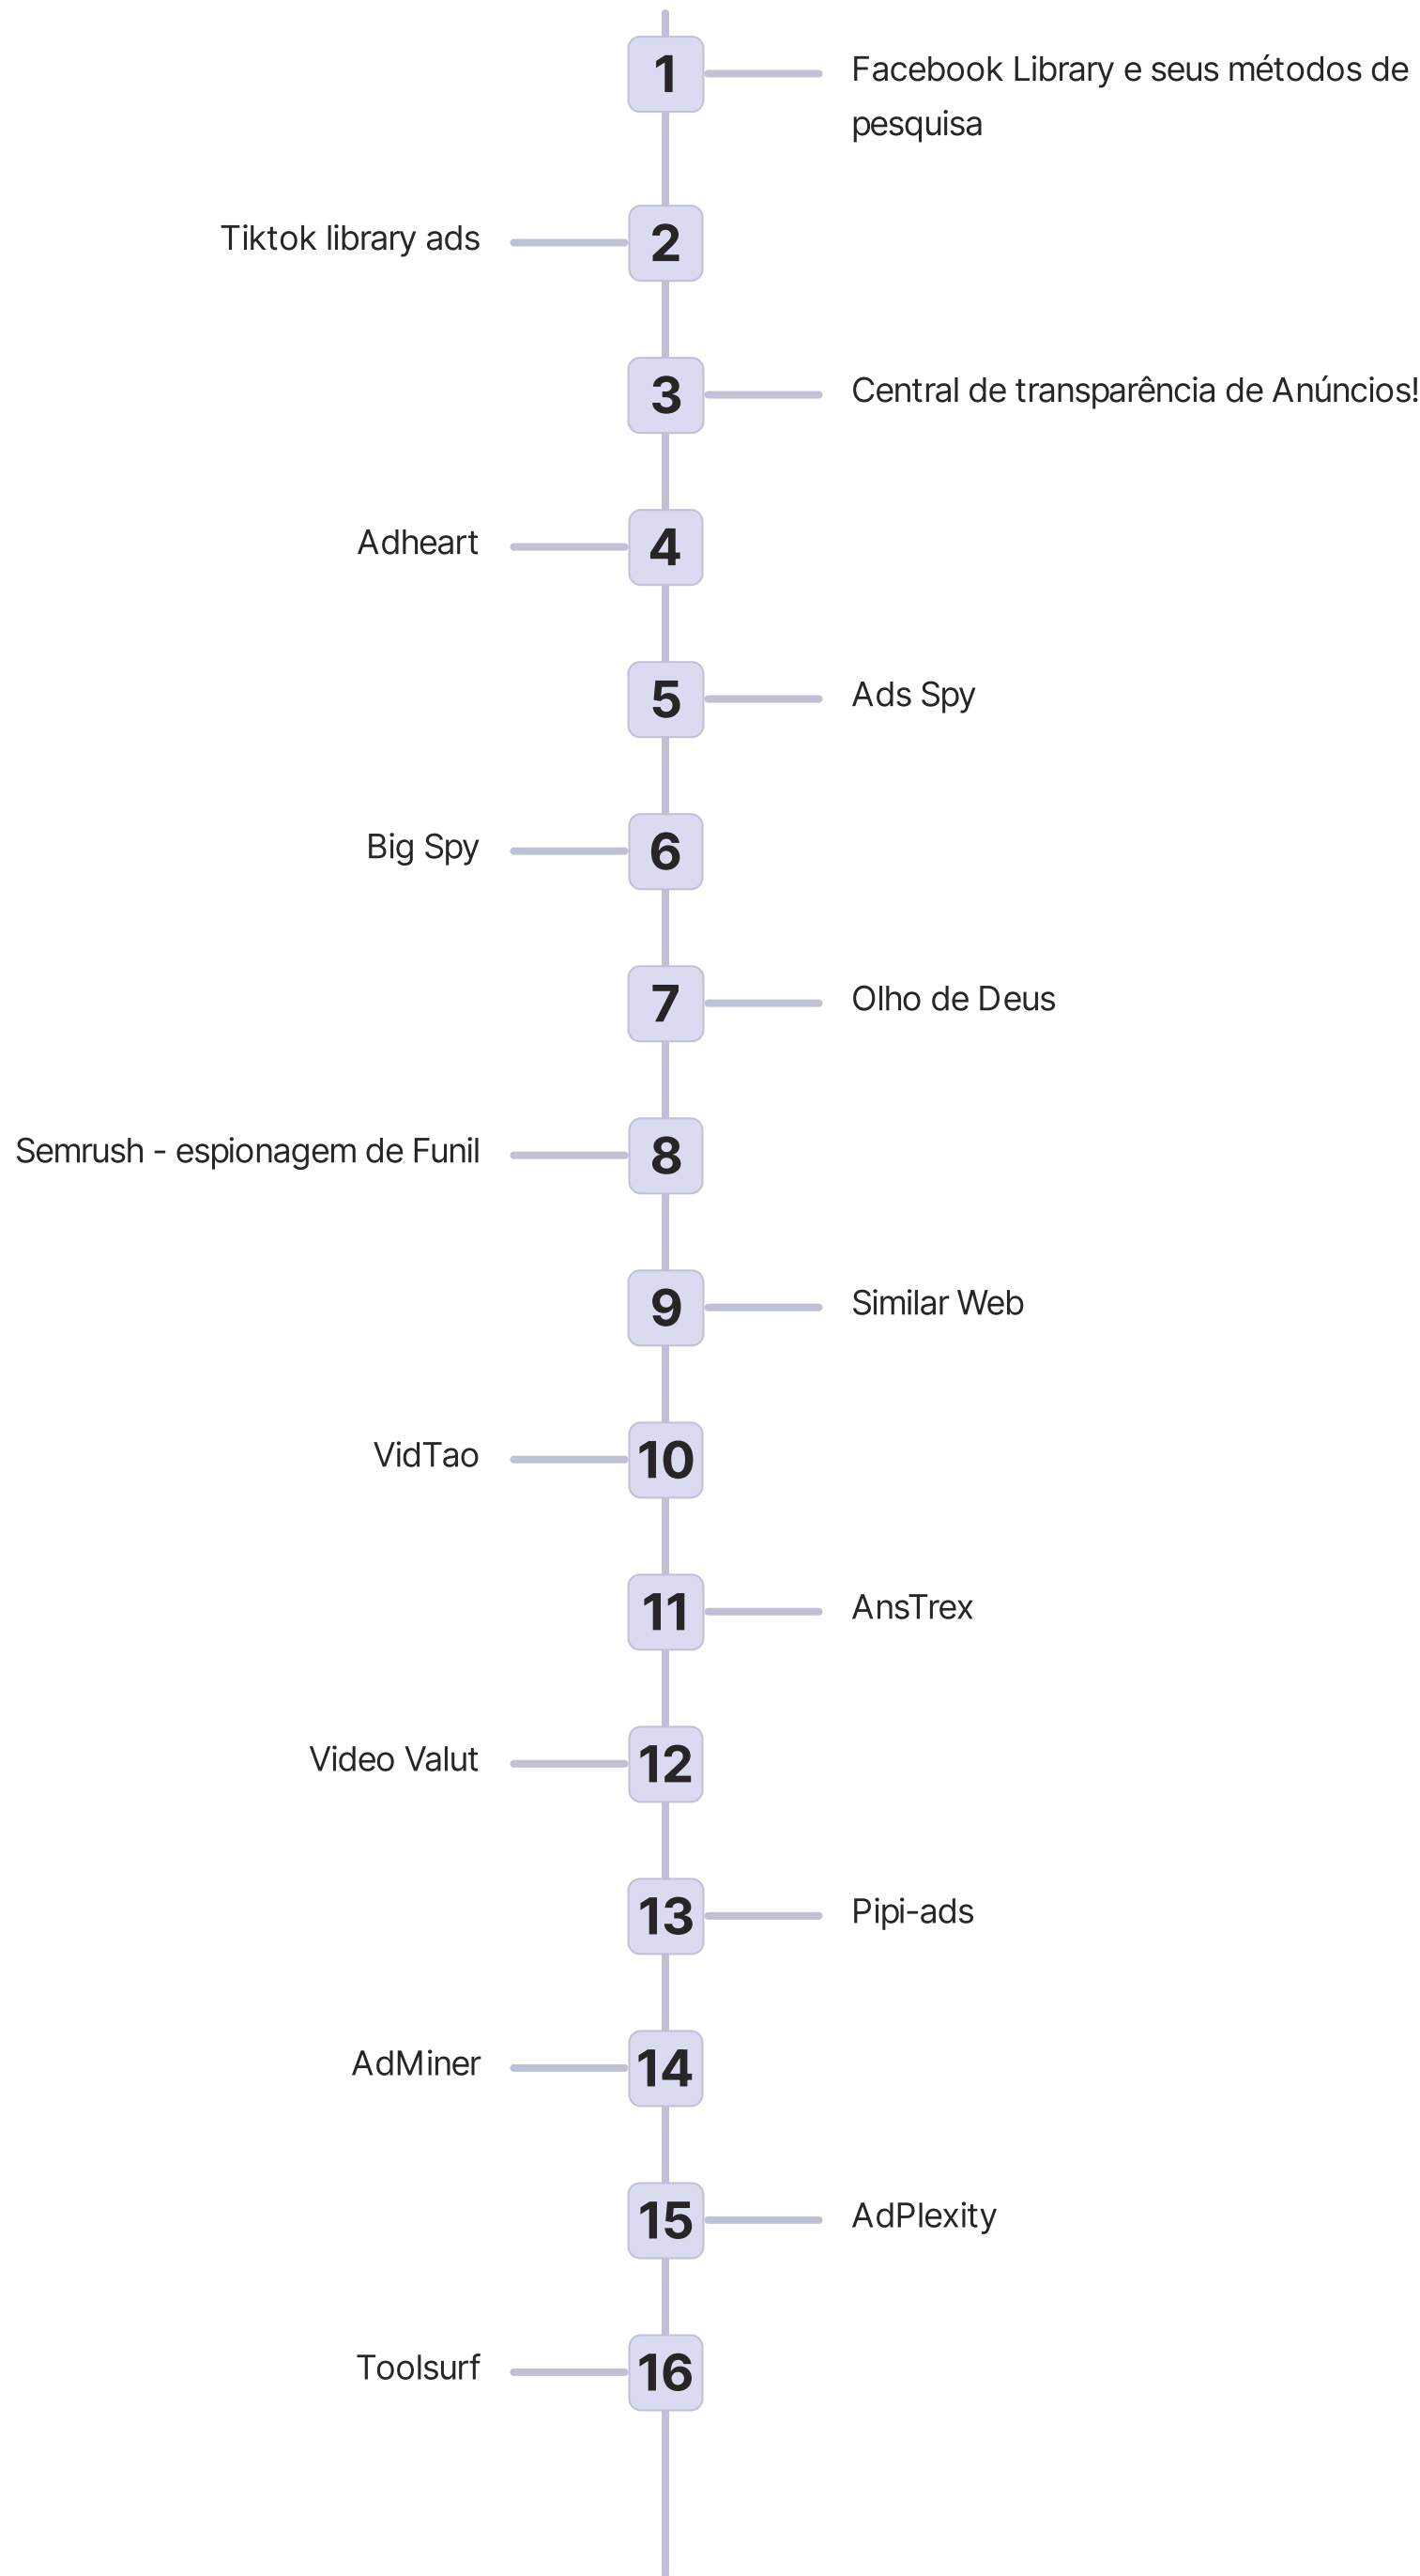 1
Facebook Library e seus métodos de
pesquisa
Tiktok library ads
2
3
Central de transparência de Anúncios!
Adheart
4
5
Ads Spy
Big Spy
6
7
Olho de Deus
Semrush - espionagem de Funil
8
9
Similar Web
VidTao
10
11
AnsTrex
Video Valut
12
13
Pipi-ads
AdMiner
14
15
AdPlexity
Toolsurf
16